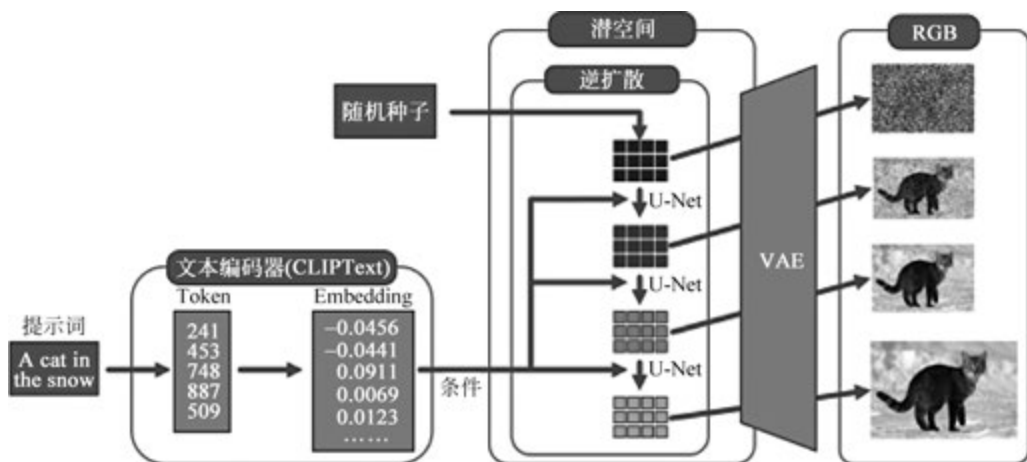 潜空间
RGB
逆扩散
随机种子
U-Net
U-Net
U-Net
VAE
文本编码器(CLIPText)
Token
Embedding
提示词
A cat in
the snow
241
453
748
887
509
−0.0456
−0.0441
0.0911
0.0069
0.0123
……
条件